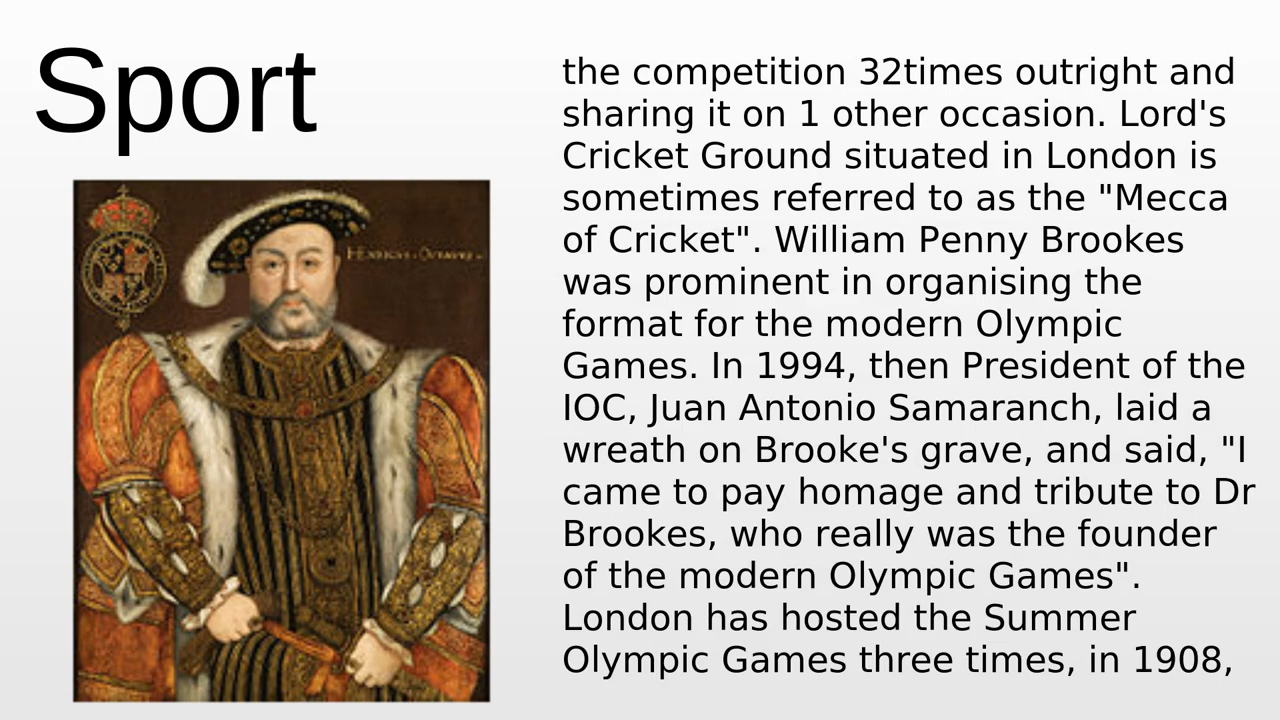 Sport
HENRICVS · OCTAVVS
the competition 32times outright and
sharing it on 1 other occasion. Lord's
Cricket Ground situated in London is
sometimes referred to as the "Mecca
of Cricket". William Penny Brookes
was prominent in organising the
format for the modern Olympic
Games. In 1994, then President of the
IOC, Juan Antonio Samaranch, laid a
wreath on Brooke's grave, and said, "I
came to pay homage and tribute to Dr
Brookes, who really was the founder
of the modern Olympic Games".
London has hosted the Summer
Olympic Games three times, in 1908,